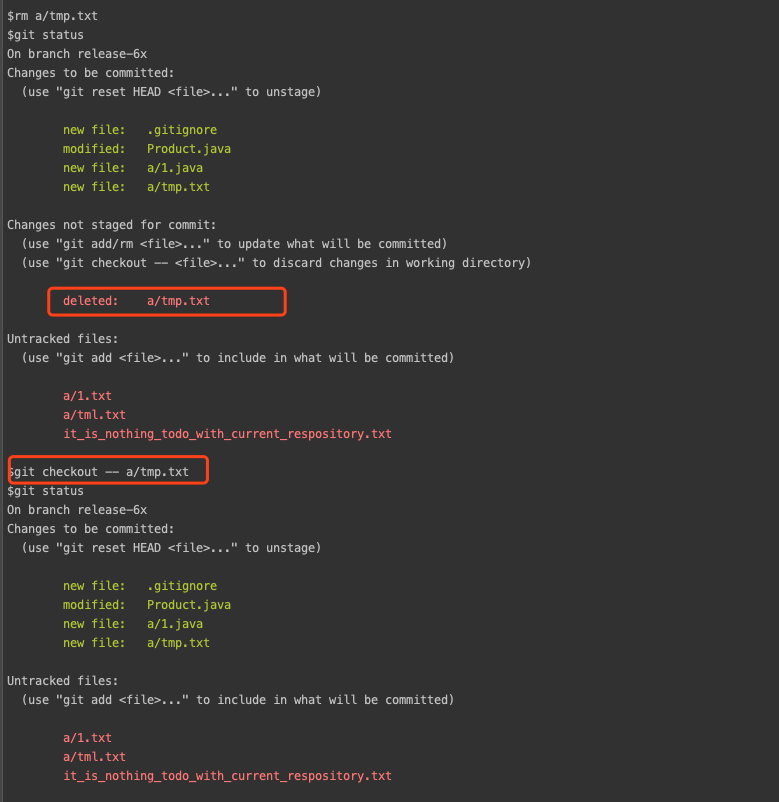 $rm a/tmp.txt
$git status
On branch release-6x
Changes to be committed:
  (use "git reset HEAD <file>..." to unstage)
        new file:   .gitignore
        modified:   Product.java
        new file:   a/1.java
        new file:   a/tmp.txt
Changes not staged for commit:
  (use "git add/rm <file>..." to update what will be committed)
  (use "git checkout -- <file>..." to discard changes in working directory)
        deleted:    a/tmp.txt
Untracked files:
  (use "git add <file>..." to include in what will be committed)
        a/1.txt
        a/tml.txt
        it_is_nothing_todo_with_current_respository.txt
$git checkout -- a/tmp.txt
$git status
On branch release-6x
Changes to be committed:
  (use "git reset HEAD <file>..." to unstage)
        new file:   .gitignore
        modified:   Product.java
        new file:   a/1.java
        new file:   a/tmp.txt
Untracked files:
  (use "git add <file>..." to include in what will be committed)
        a/1.txt
        a/tml.txt
        it_is_nothing_todo_with_current_respository.txt